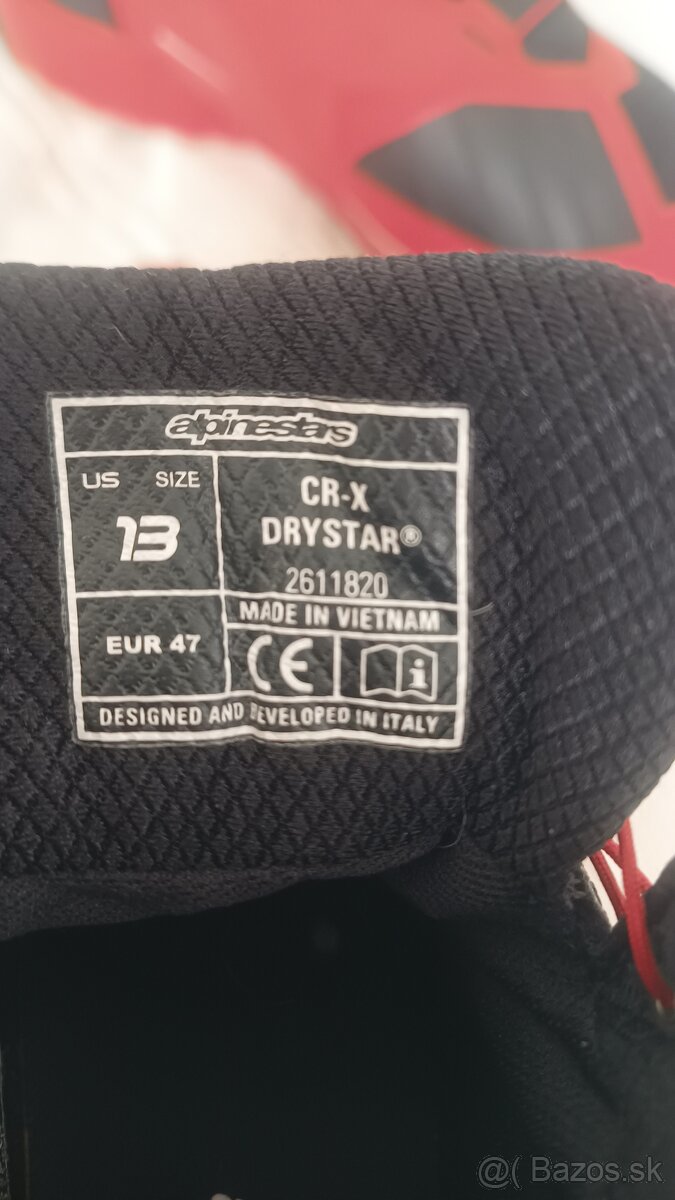 alpinestars
US SIZE
13
CR-X
DRYSTAR®
2611820
MADE IN VIETNAM
EUR 47
CE
i
DESIGNED AND DEVELOPED IN ITALY
@( Bazos.sk